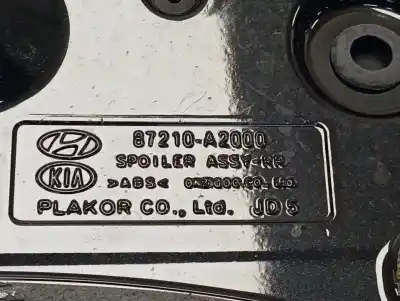 87210-A2000
SPOILER ASSY-RR
KIA >ABS<
PLAKOR CO., Ltd. JD5